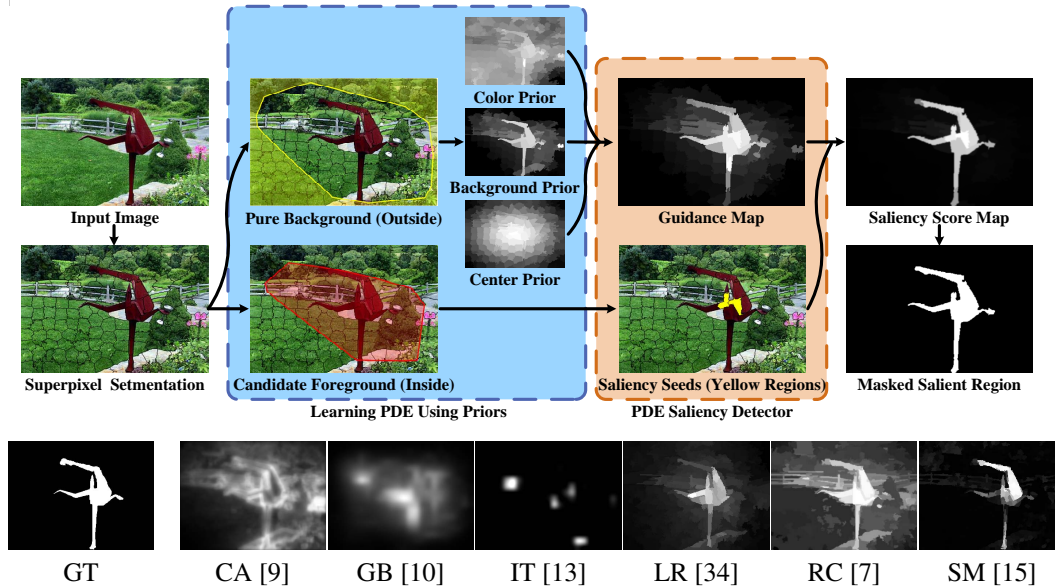 Color Prior
Background Prior
Center Prior
Input Image
Pure Background (Outside)
Guidance Map
Saliency Score Map
Superpixel Setmentation
Candidate Foreground (Inside)
Saliency Seeds (Yellow Regions)
Masked Salient Region
Learning PDE Using Priors
PDE Saliency Detector
GT
CA [9]
GB [10]
IT [13]
LR [34]
RC [7]
SM [15]